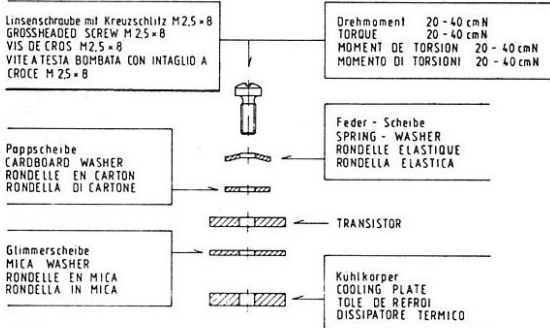 Linsenschraube mit Kreuzschlitz M 2,5 × 8
GROSSHEADED SCREW M 2,5 × 8
VIS DE CROS M2,5 × 8
VITE A TESTA BOMBATA CON INTAGLIO A
CROCE M 2,5 × 8
Drehmoment 20 - 40 cmN
TORQUE 20 - 40 cmN
MOMENT DE TORSION 20 - 40 cmN
MOMENTO DI TORSIONI 20 - 40 cmN
Feder - Scheibe
SPRING - WASHER
RONDELLE ELASTIQUE
RONDELLA ELASTICA
Pappscheibe
CARDBOARD WASHER
RONDELLE EN CARTON
RONDELLA DI CARTONE
TRANSISTOR
Glimmerscheibe
MICA WASHER
RONDELLE EN MICA
RONDELLA IN MICA
Kühlkörper
COOLING PLATE
TOLE DE REFROI
DISSIPATORE TERMICO